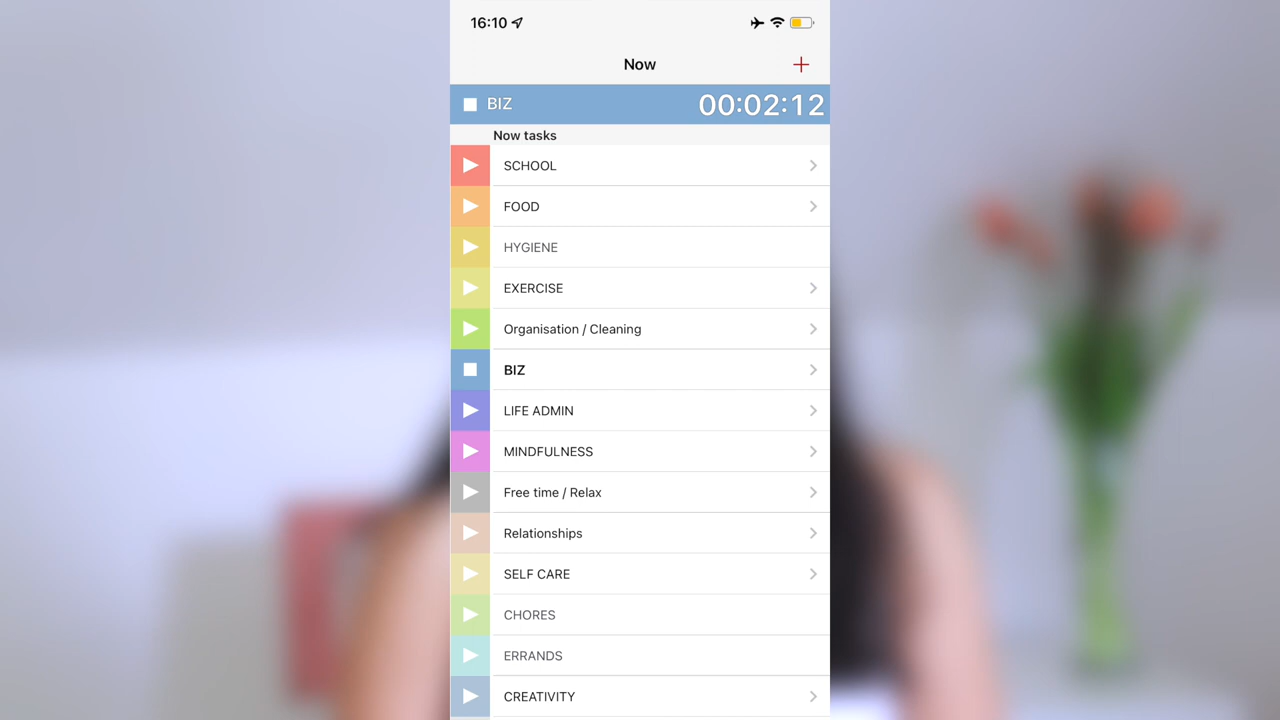 16:10
Now
BIZ 00:02:12
Now tasks
SCHOOL
FOOD
HYGIENE
EXERCISE
Organisation / Cleaning
BIZ
LIFE ADMIN
MINDFULNESS
Free time / Relax
Relationships
SELF CARE
CHORES
ERRANDS
CREATIVITY